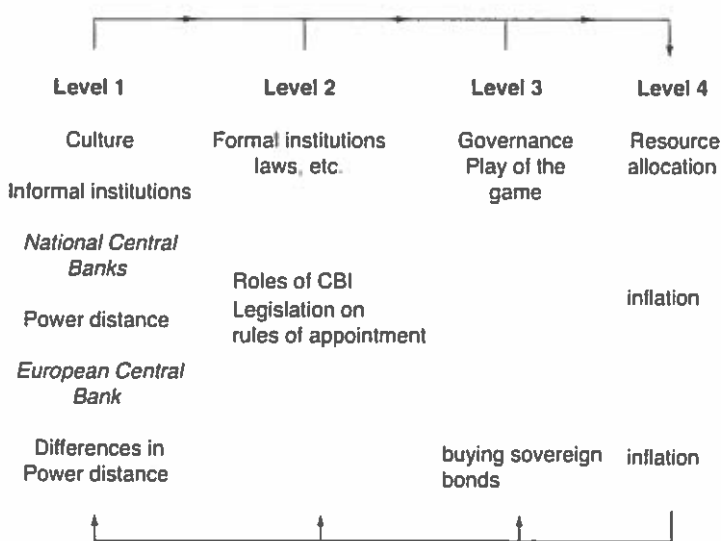 Level 1
Culture
Informal institutions
National Central
Banks
Power distance
European Central
Bank
Differences in
Power distance
Level 2
Formal institutions
laws, etc.
Roles of CBI
Legislation on
rules of appointment
Level 3
Governance
Play of the
game
buying sovereign
bonds
Level 4
Resource
allocation
inflation
inflation